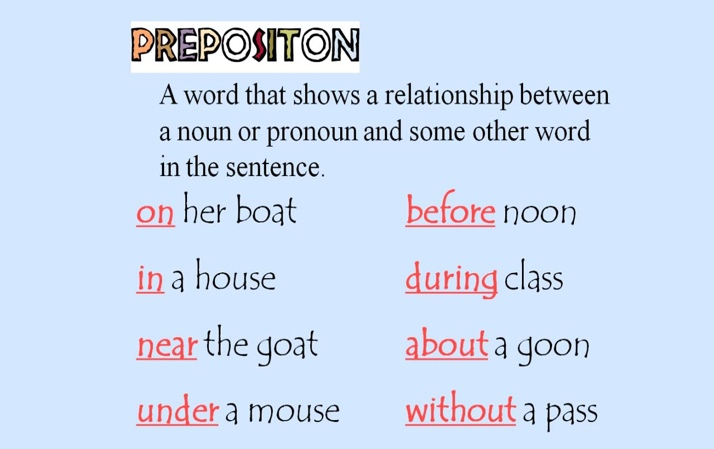 PREPOSITON
A word that shows a relationship between
a noun or pronoun and some other word
in the sentence.
on her boat
before noon
in a house
during class
near the goat
about a goon
under a mouse
without a pass